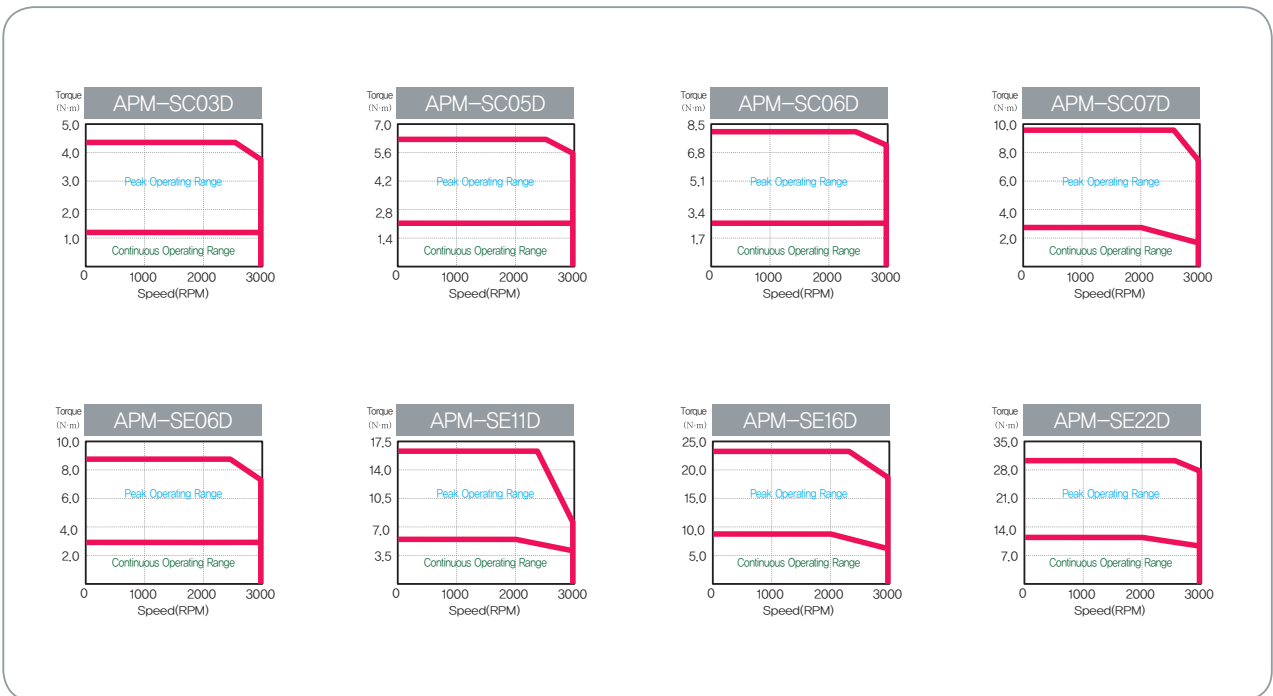 Torque
(N·m)
APM-SC03D
5,0
4,0
3,0
2,0
1,0
Peak Operating Range
Continuous Operating Range
0 1000 2000 3000
Speed(RPM)
Torque
(N·m)
APM-SC05D
7,0
5,6
4,2
2,8
1,4
Peak Operating Range
Continuous Operating Range
0 1000 2000 3000
Speed(RPM)
Torque
(N·m)
APM-SC06D
8,5
6,8
5,1
3,4
1,7
Peak Operating Range
Continuous Operating Range
0 1000 2000 3000
Speed(RPM)
Torque
(N·m)
APM-SC07D
10,0
8,0
6,0
4,0
2,0
Peak Operating Range
Continuous Operating Range
0 1000 2000 3000
Speed(RPM)
Torque
(N·m)
APM-SE06D
10,0
8,0
6,0
4,0
2,0
Peak Operating Range
Continuous Operating Range
0 1000 2000 3000
Speed(RPM)
Torque
(N·m)
APM-SE11D
17,5
14,0
10,5
7,0
3,5
Peak Operating Range
Continuous Operating Range
0 1000 2000 3000
Speed(RPM)
Torque
(N·m)
APM-SE16D
25,0
20,0
15,0
10,0
5,0
Peak Operating Range
Continuous Operating Range
0 1000 2000 3000
Speed(RPM)
Torque
(N·m)
APM-SE22D
35,0
28,0
21,0
14,0
7,0
Peak Operating Range
Continuous Operating Range
0 1000 2000 3000
Speed(RPM)